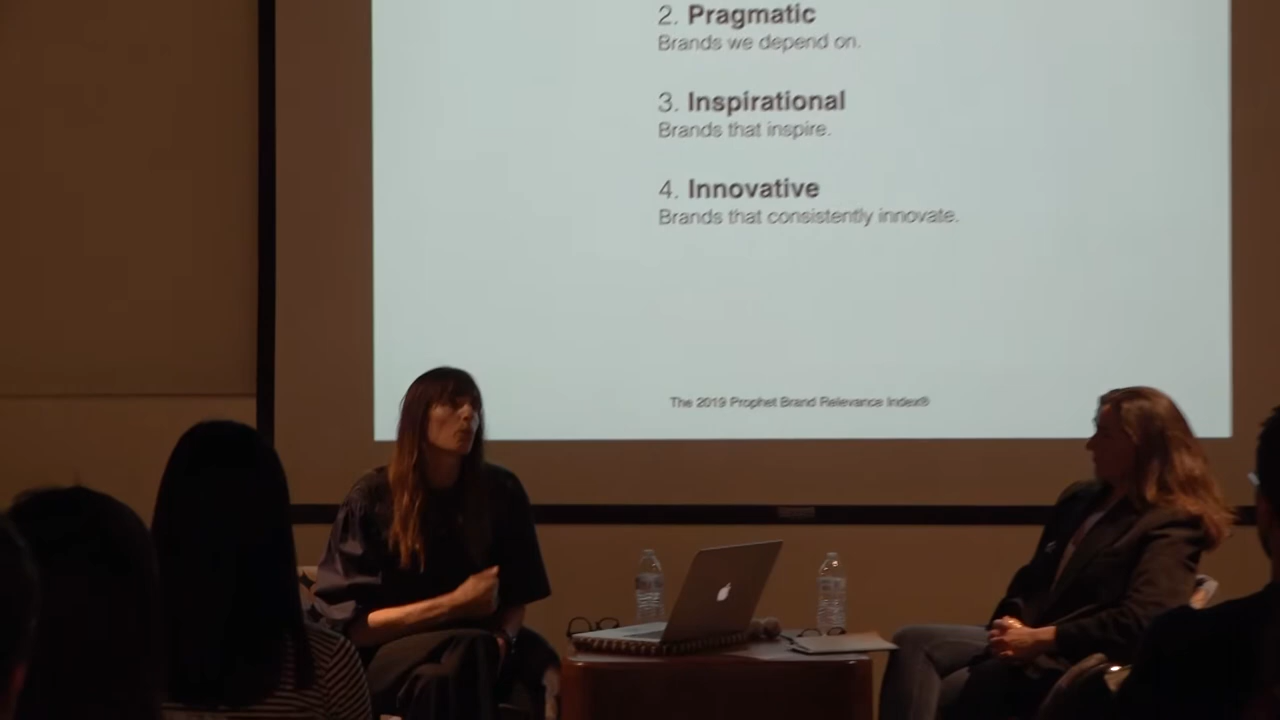 2. Pragmatic
Brands we depend on.
3. Inspirational
Brands that inspire.
4. Innovative
Brands that consistently innovate.
The 2019 Prophet Brand Relevance Index®